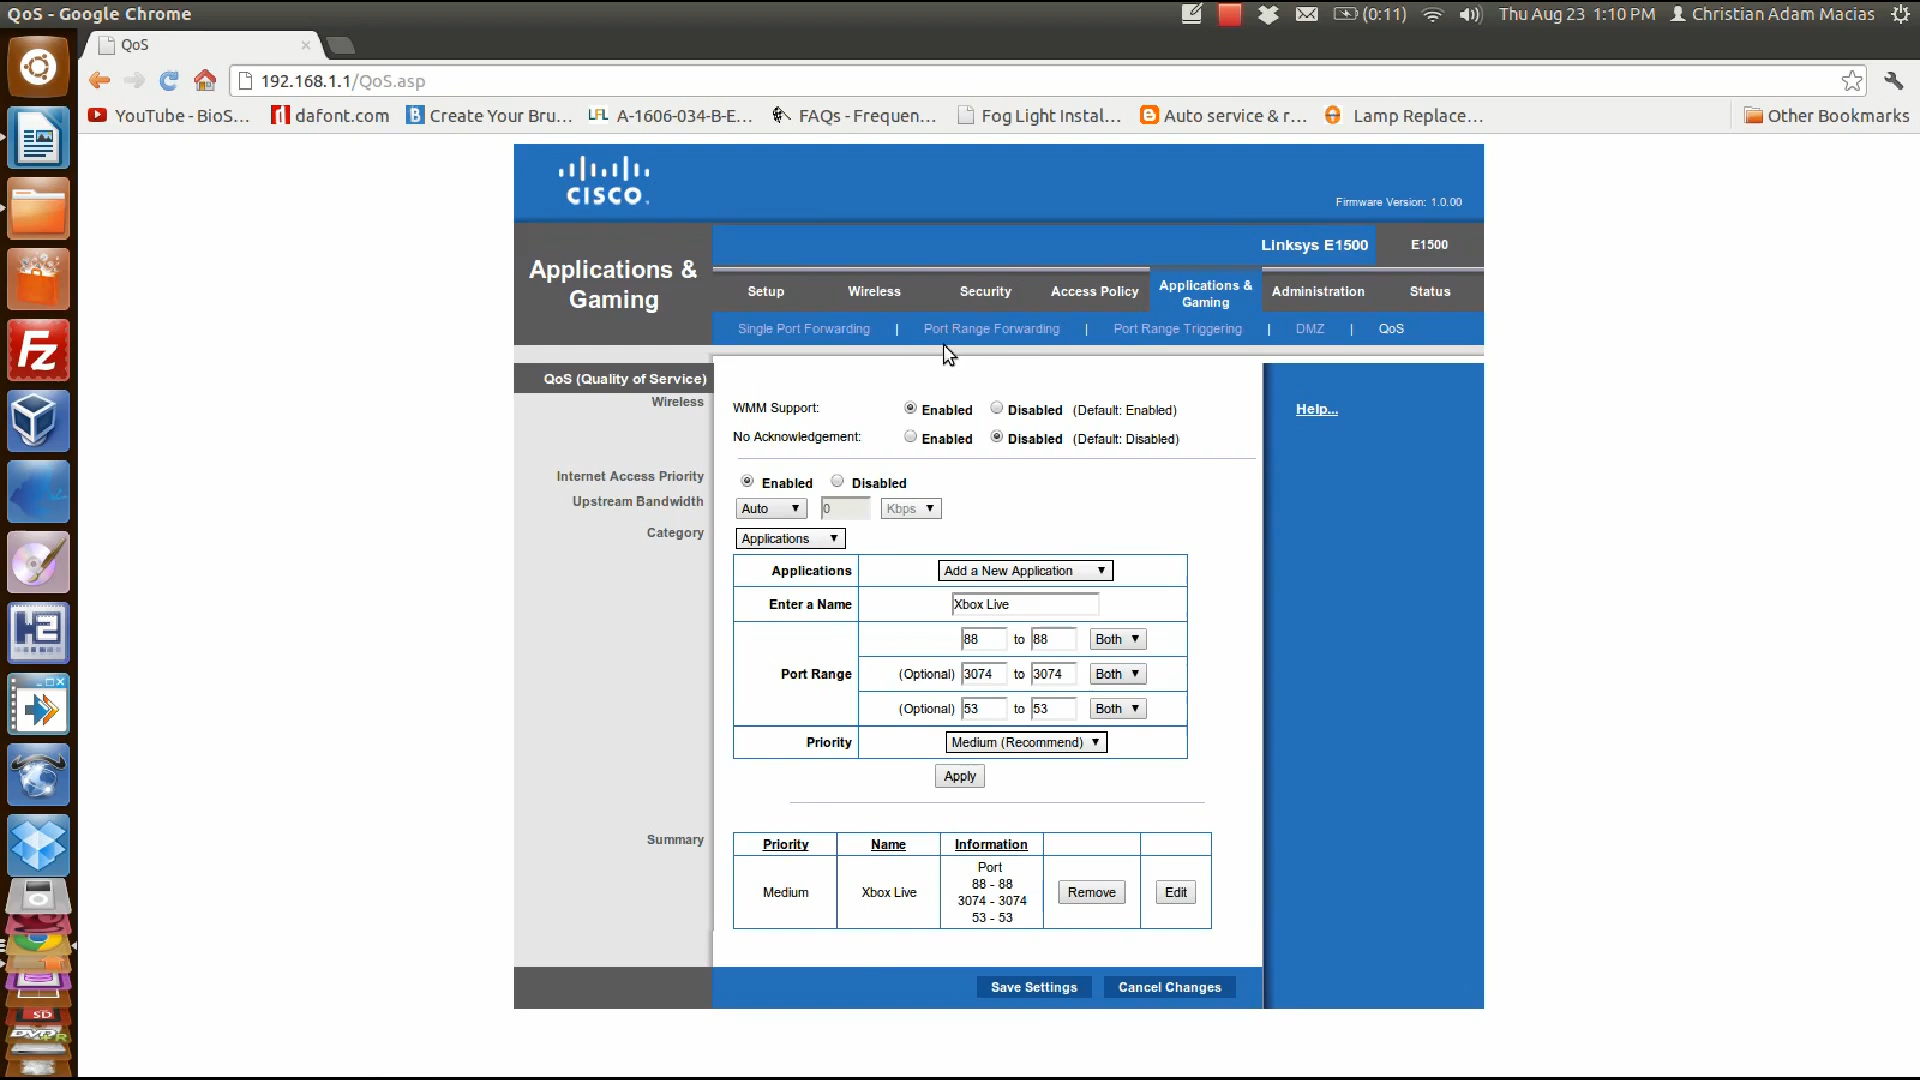 QoS - Google Chrome
(0:11)
Thu Aug 23 1:10 PM
Christian Adam Macias
QoS
192.168.1.1/QoS.asp
YouTube - BioS...
dafont.com
Create Your Bru...
LFL A-1606-034-B-E...
FAQs - Frequen...
Fog Light Instal...
Auto service & r...
Lamp Replace...
Other Bookmarks
CISCO
Firmware Version: 1.0.00
Linksys E1500
E1500
Applications & Gaming
Setup
Wireless
Security
Access Policy
Applications & Gaming
Administration
Status
Single Port Forwarding | Port Range Forwarding | Port Range Triggering | DMZ | QoS
QoS (Quality of Service)
Wireless
WMM Support: Enabled Disabled (Default: Enabled)
No Acknowledgement: Enabled Disabled (Default: Disabled)
Help...
Internet Access Priority Enabled Disabled
Upstream Bandwidth Auto 0 Kbps
Category Applications
Applications Add a New Application
Enter a Name Xbox Live
Port Range
88 to 88 Both
(Optional) 3074 to 3074 Both
(Optional) 53 to 53 Both
Priority Medium (Recommend)
Apply
Summary
Priority Name Information
Medium
Xbox Live
Port
88 - 88
3074 - 3074
53 - 53
Remove
Edit
Save Settings
Cancel Changes
SD